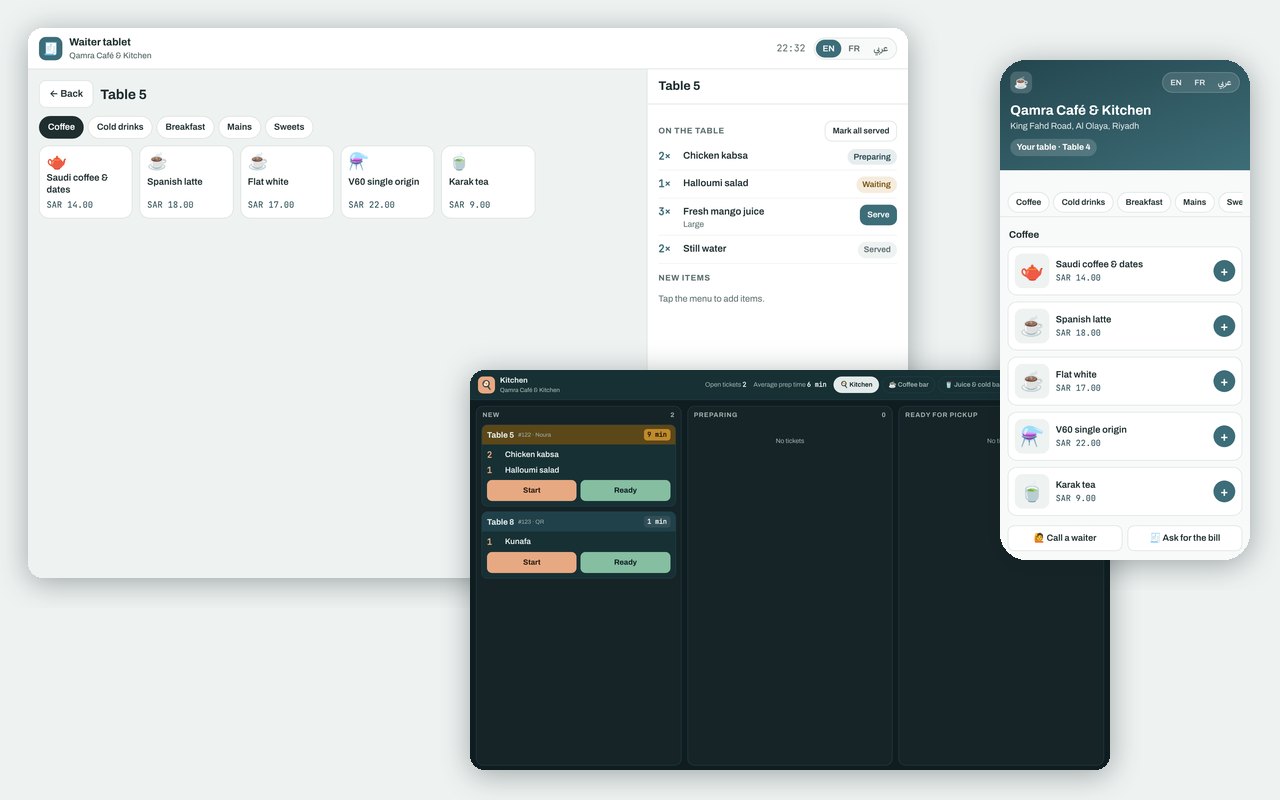 Waiter tablet
Qamra Café & Kitchen
22:32
EN FR عربي
← Back
Table 5
Coffee
Cold drinks
Breakfast
Mains
Sweets
Saudi coffee & dates
SAR 14.00
Spanish latte
SAR 18.00
Flat white
SAR 17.00
V60 single origin
SAR 22.00
Karak tea
SAR 9.00
Table 5
ON THE TABLE
Mark all served
2× Chicken kabsa Preparing
1× Halloumi salad Waiting
3× Fresh mango juice Serve
Large
2× Still water Served
NEW ITEMS
Tap the menu to add items.
Kitchen
Qamra Café & Kitchen
Open tickets 2
Average prep time 6 min
Kitchen
Coffee bar
Juice & cold ba
NEW 2
Table 5 #122 · Noura 9 min
2 Chicken kabsa
1 Halloumi salad
Start
Ready
Table 8 #123 · QR 1 min
1 Kunafa
Start
Ready
PREPARING 0
No tickets
READY FOR PICKUP
No ti
EN FR عربي
Qamra Café & Kitchen
King Fahd Road, Al Olaya, Riyadh
Your table · Table 4
Coffee
Cold drinks
Breakfast
Mains
Swe
Coffee
Saudi coffee & dates
SAR 14.00
+
Spanish latte
SAR 18.00
+
Flat white
SAR 17.00
+
V60 single origin
SAR 22.00
+
Karak tea
SAR 9.00
+
Call a waiter
Ask for the bill